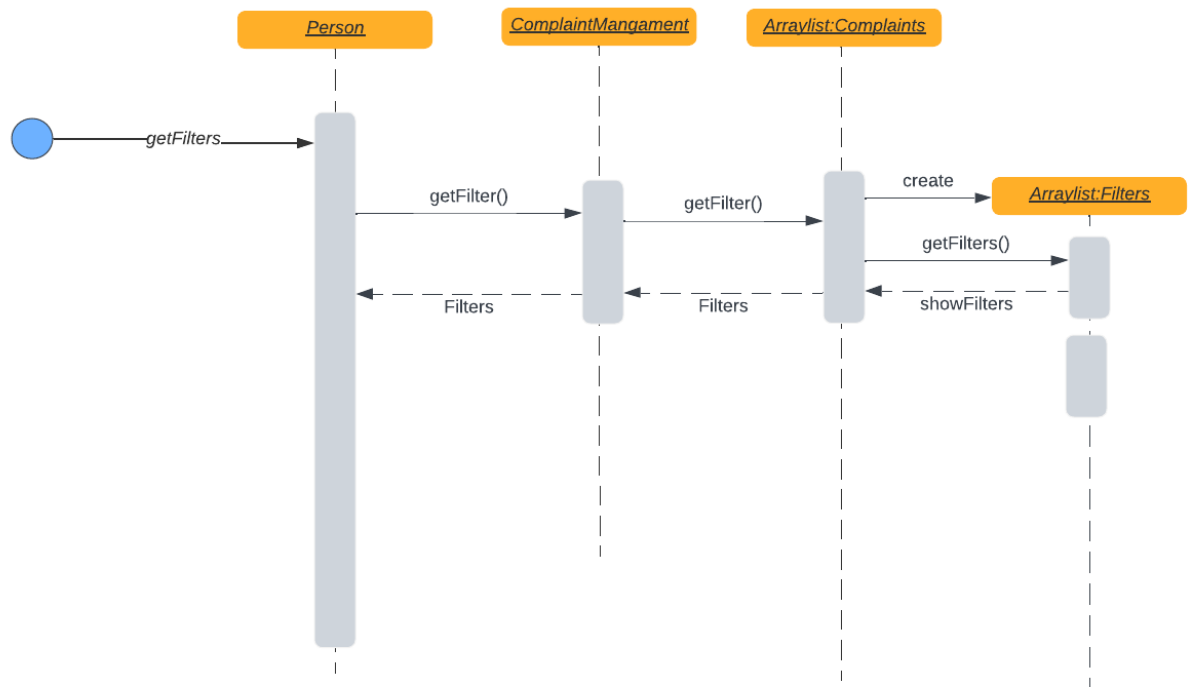 Person
ComplaintMangament
Arraylist:Complaints
getFilters
create
Arraylist:Filters
getFilter()
getFilter()
getFilters()
Filters
Filters
showFilters